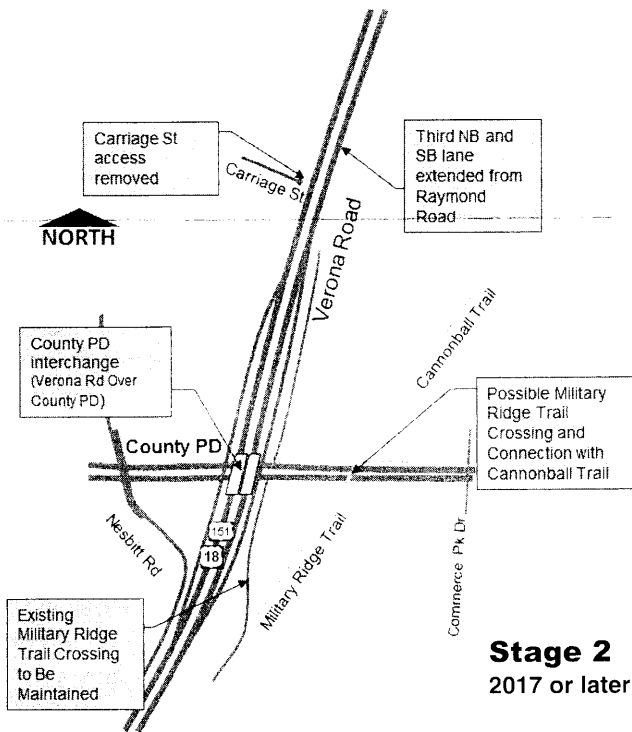 Carriage St
access
removed
Carriage St
Third NB and
SB lane
extended from
Raymond
Road
NORTH
Verona Road
Cannonball Trail
County PD
interchange
(Verona Rd Over
County PD)
County PD
Possible Military
Ridge Trail
Crossing and
Connection with
Cannonball Trail
151
18
Nesbitt Rd
Military Ridge Trail
Commerce Pk Dr
Existing
Military Ridge
Trail Crossing
to Be
Maintained
Stage 2
2017 or later